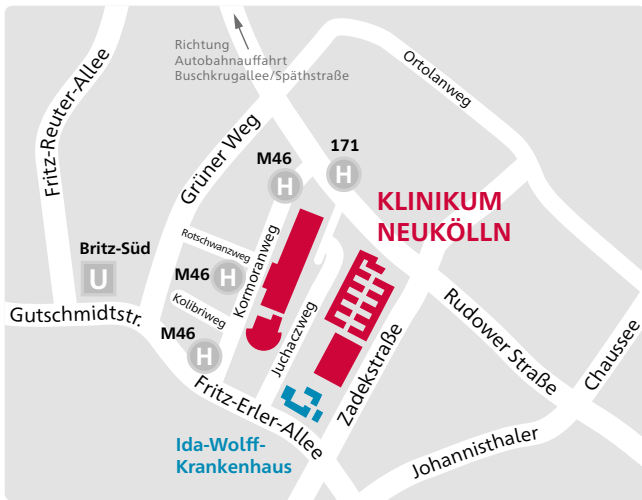 Richtung
Autobahnauffahrt
Buschkrugallee/Späthstraße
Ortolanweg
Fritz-Reuter-Allee
Grüner Weg
171
M46
H
H
KLINIKUM
NEUKÖLLN
Rotschwanzweg
Britz-Süd
U
M46
H
Kormoranweg
Kolibriweg
Juchaczweg
Gutschmidtstr.
M46
H
Rudower Straße
Zadekstraße
Chaussee
Johannisthaler
Fritz-Erler-Allee
Ida-Wolff-
Krankenhaus